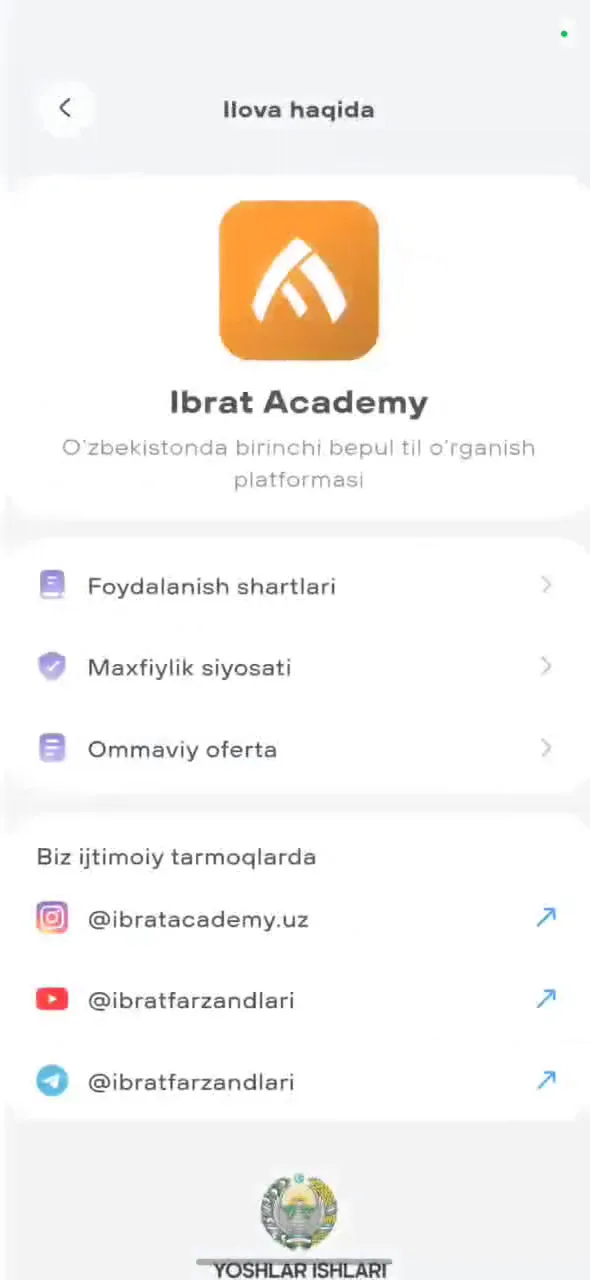 Ilova haqida
Ibrat Academy
O'zbekistonda birinchi bepul til o'rganish
platformasi
Foydalanish shartlari
Maxfiylik siyosati
Ommaviy oferta
Biz ijtimoiy tarmoqlarda
@ibratacademy.uz
@ibratfarzandlari
@ibratfarzandlari
YOSHLAR ISHLARI